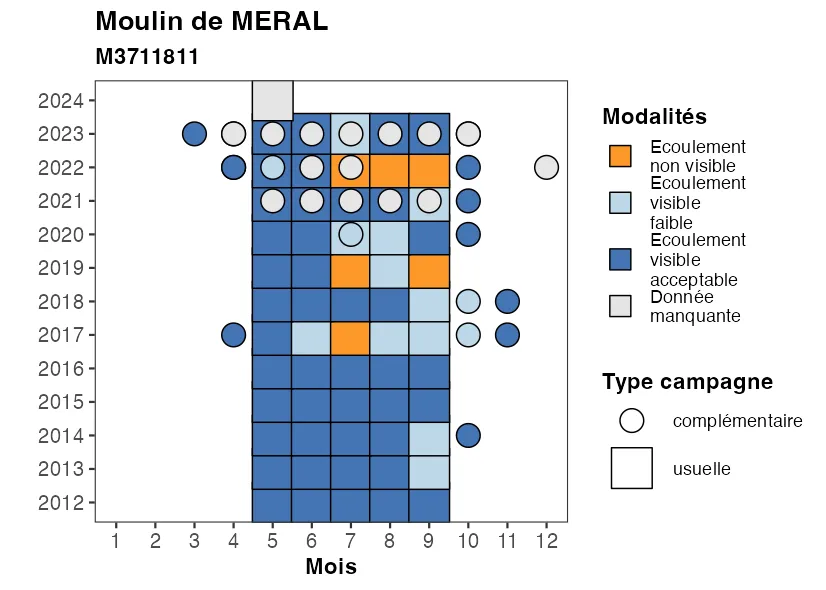 Moulin de MERAL
M3711811
2024
2023
2022
2021
2020
2019
2018
2017
2016
2015
2014
2013
2012
1 2 3 4 5 6 7 8 9 10 11 12
Mois
Modalités
Ecoulement
non visible
Ecoulement
visible
faible
Ecoulement
visible
acceptable
Donnée
manquante
Type campagne
complémentaire
usuelle